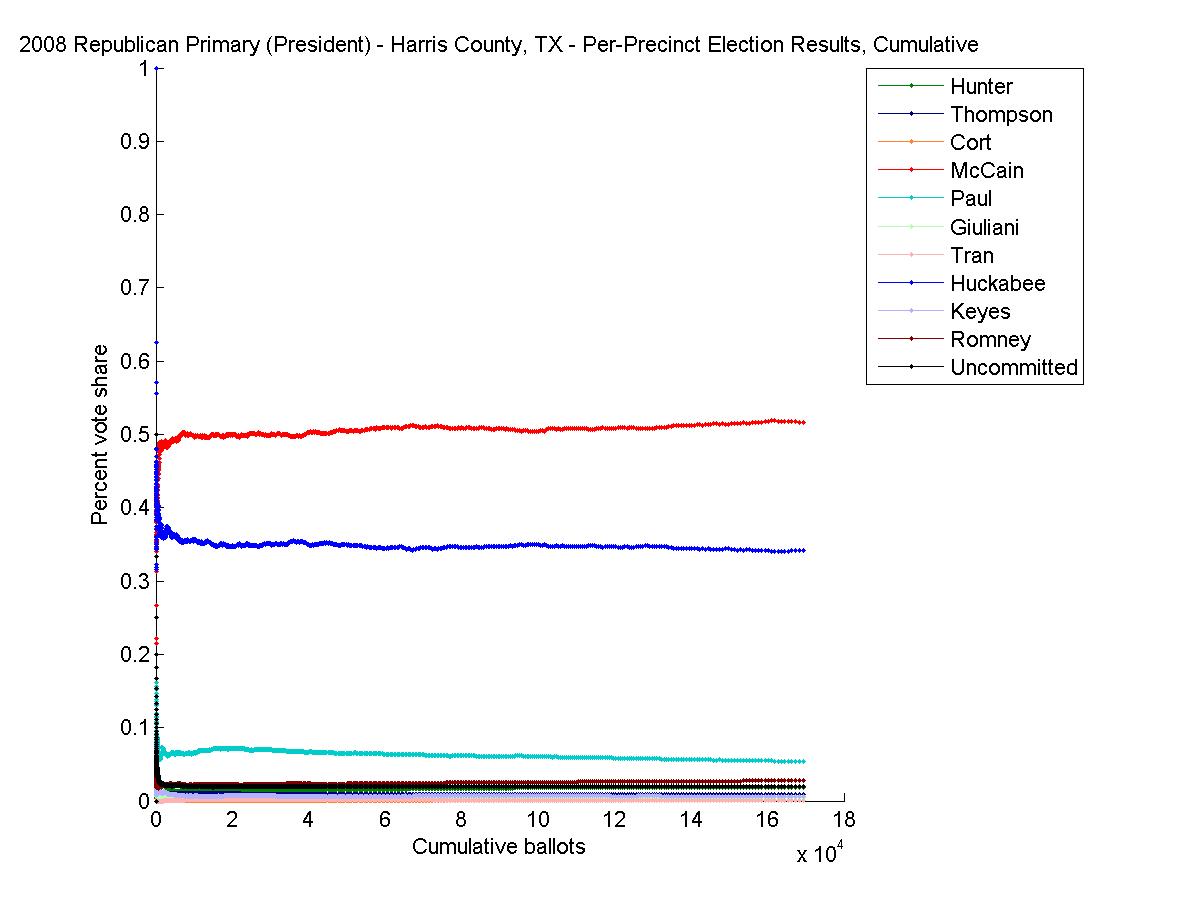 2008 Republican Primary (President) - Harris County, TX - Per-Precinct Election Results, Cumulative
1
0.9
0.8
0.7
0.6
0.5
0.4
0.3
0.2
0.1
0
Percent vote share
0 2 4 6 8 10 12 14 16 18
x 10^4
Cumulative ballots
Hunter
Thompson
Cort
McCain
Paul
Giuliani
Tran
Huckabee
Keyes
Romney
Uncommitted